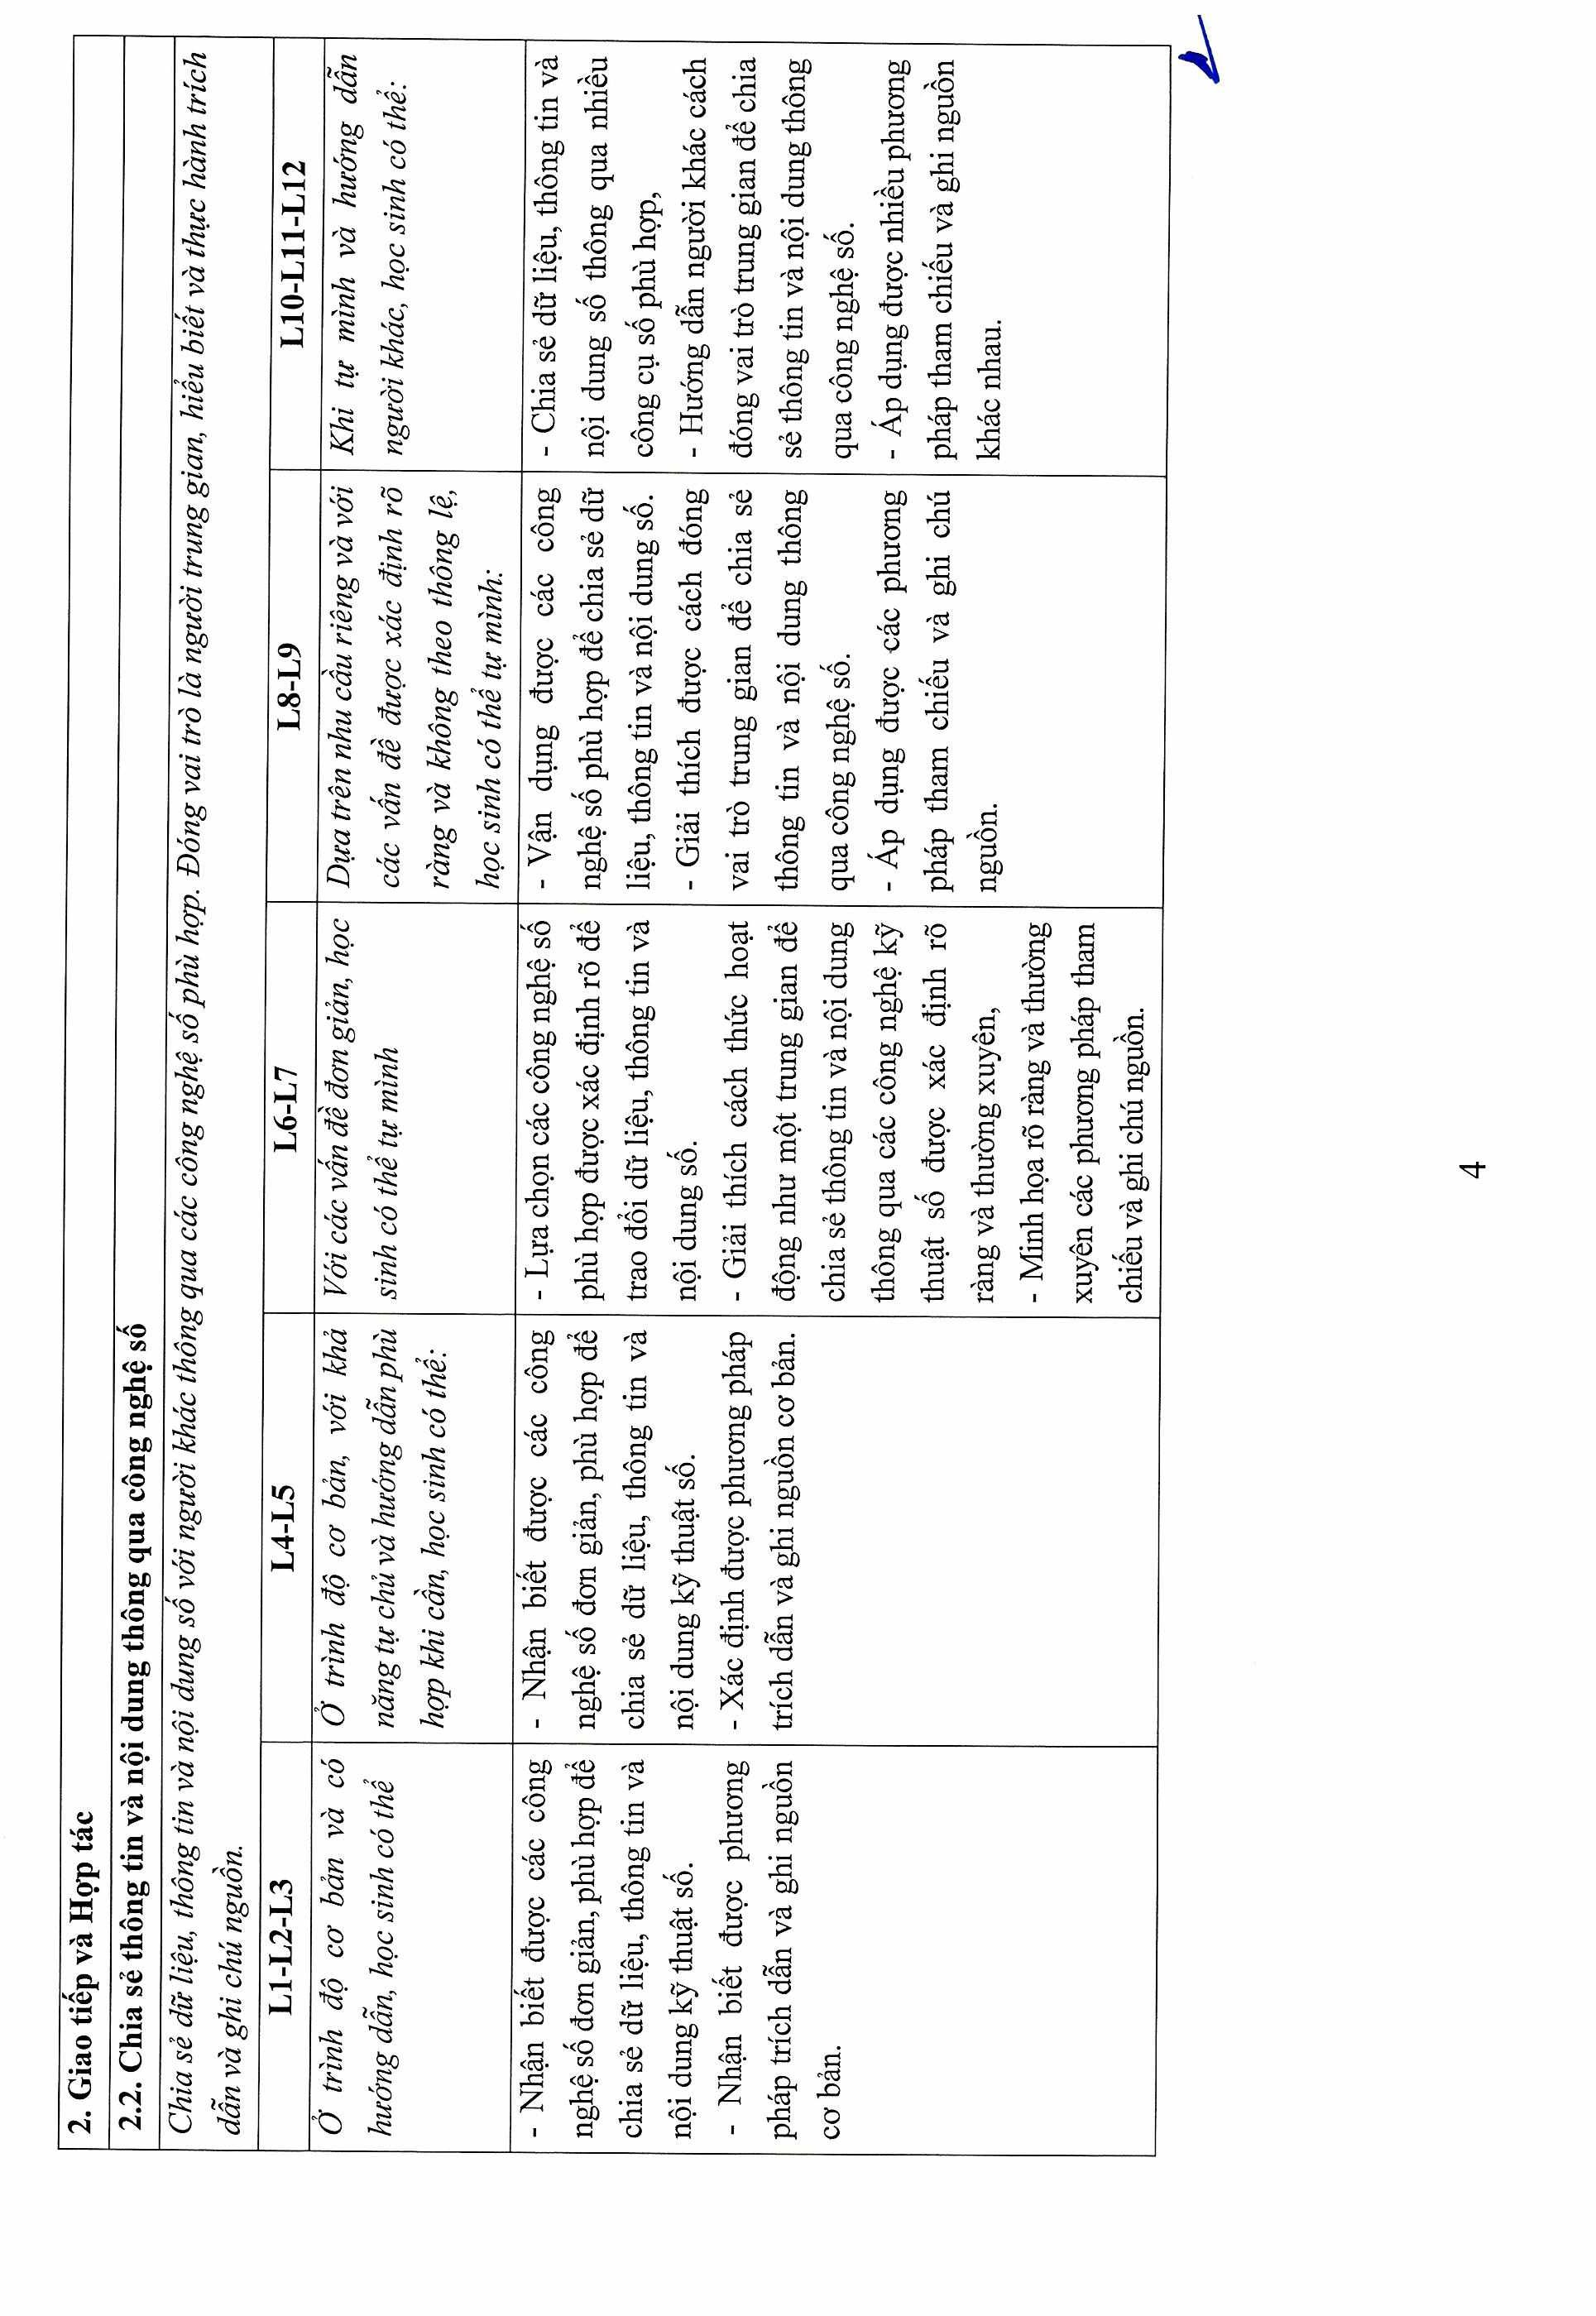 2. Giao tiếp và Hợp tác
2.2. Chia sẻ thông tin và nội dung thông qua công nghệ số
Chia sẻ dữ liệu, thông tin và nội dung số với người khác thông qua các công nghệ số phù hợp. Đóng vai trò là người trung gian, hiểu biết và thực hành trích
dẫn và ghi chú nguồn.
L1-L2-L3
Ở trình độ cơ bản và có
hướng dẫn, học sinh có thể
- Nhận biết được các công
nghệ số đơn giản, phù hợp để
chia sẻ dữ liệu, thông tin và
nội dung kỹ thuật số.
- Nhận biết được phương
pháp trích dẫn và ghi nguồn
cơ bản.
L4-L5
Ở trình độ cơ bản, với khả
năng tự chủ và hướng dẫn phù
hợp khi cần, học sinh có thể:
- Nhận biết được các công
nghệ số đơn giản, phù hợp để
chia sẻ dữ liệu, thông tin và
nội dung kỹ thuật số.
- Xác định được phương pháp
trích dẫn và ghi nguồn cơ bản.
L6-L7
Với các vấn đề đơn giản, học
sinh có thể tự mình
- Lựa chọn các công nghệ số
phù hợp được xác định rõ để
trao đổi dữ liệu, thông tin và
nội dung số.
- Giải thích cách thức hoạt
động như một trung gian để
chia sẻ thông tin và nội dung
thông qua các công nghệ kỹ
thuật số được xác định rõ
ràng và thường xuyên,
- Minh họa rõ ràng và thường
xuyên các phương pháp tham
chiếu và ghi chú nguồn.
L8-L9
Dựa trên nhu cầu riêng và với
các vấn đề được xác định rõ
ràng và không theo thông lệ,
học sinh có thể tự mình:
- Vận dụng được các công
nghệ số phù hợp để chia sẻ dữ
liệu, thông tin và nội dung số.
- Giải thích được cách đóng
vai trò trung gian để chia sẻ
thông tin và nội dung thông
qua công nghệ số.
- Áp dụng được các phương
pháp tham chiếu và ghi chú
nguồn.
L10-L11-L12
Khi tự mình và hướng dẫn
người khác, học sinh có thể:
- Chia sẻ dữ liệu, thông tin và
nội dung số thông qua nhiều
công cụ số phù hợp,
- Hướng dẫn người khác cách
đóng vai trò trung gian để chia
sẻ thông tin và nội dung thông
qua công nghệ số.
- Áp dụng được nhiều phương
pháp tham chiếu và ghi nguồn
khác nhau.
4